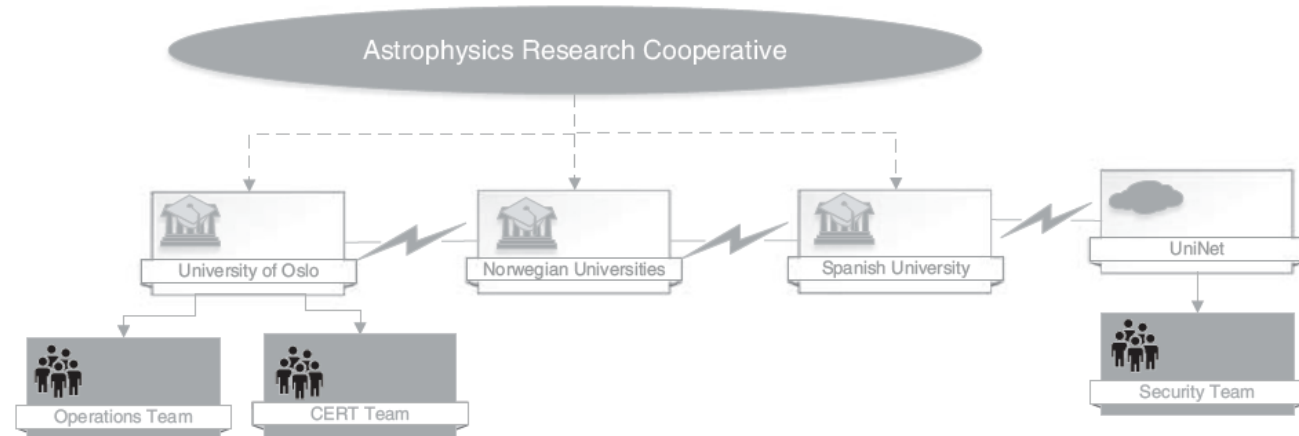 Astrophysics Research Cooperative
University of Oslo
Norwegian Universities
Spanish University
UniNet
Operations Team
CERT Team
Security Team